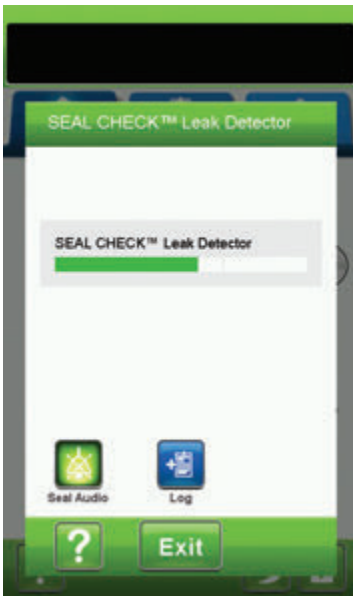 SEAL CHECK™ Leak Detector
SEAL CHECK™ Leak Detector
Seal Audio
Log
?
Exit